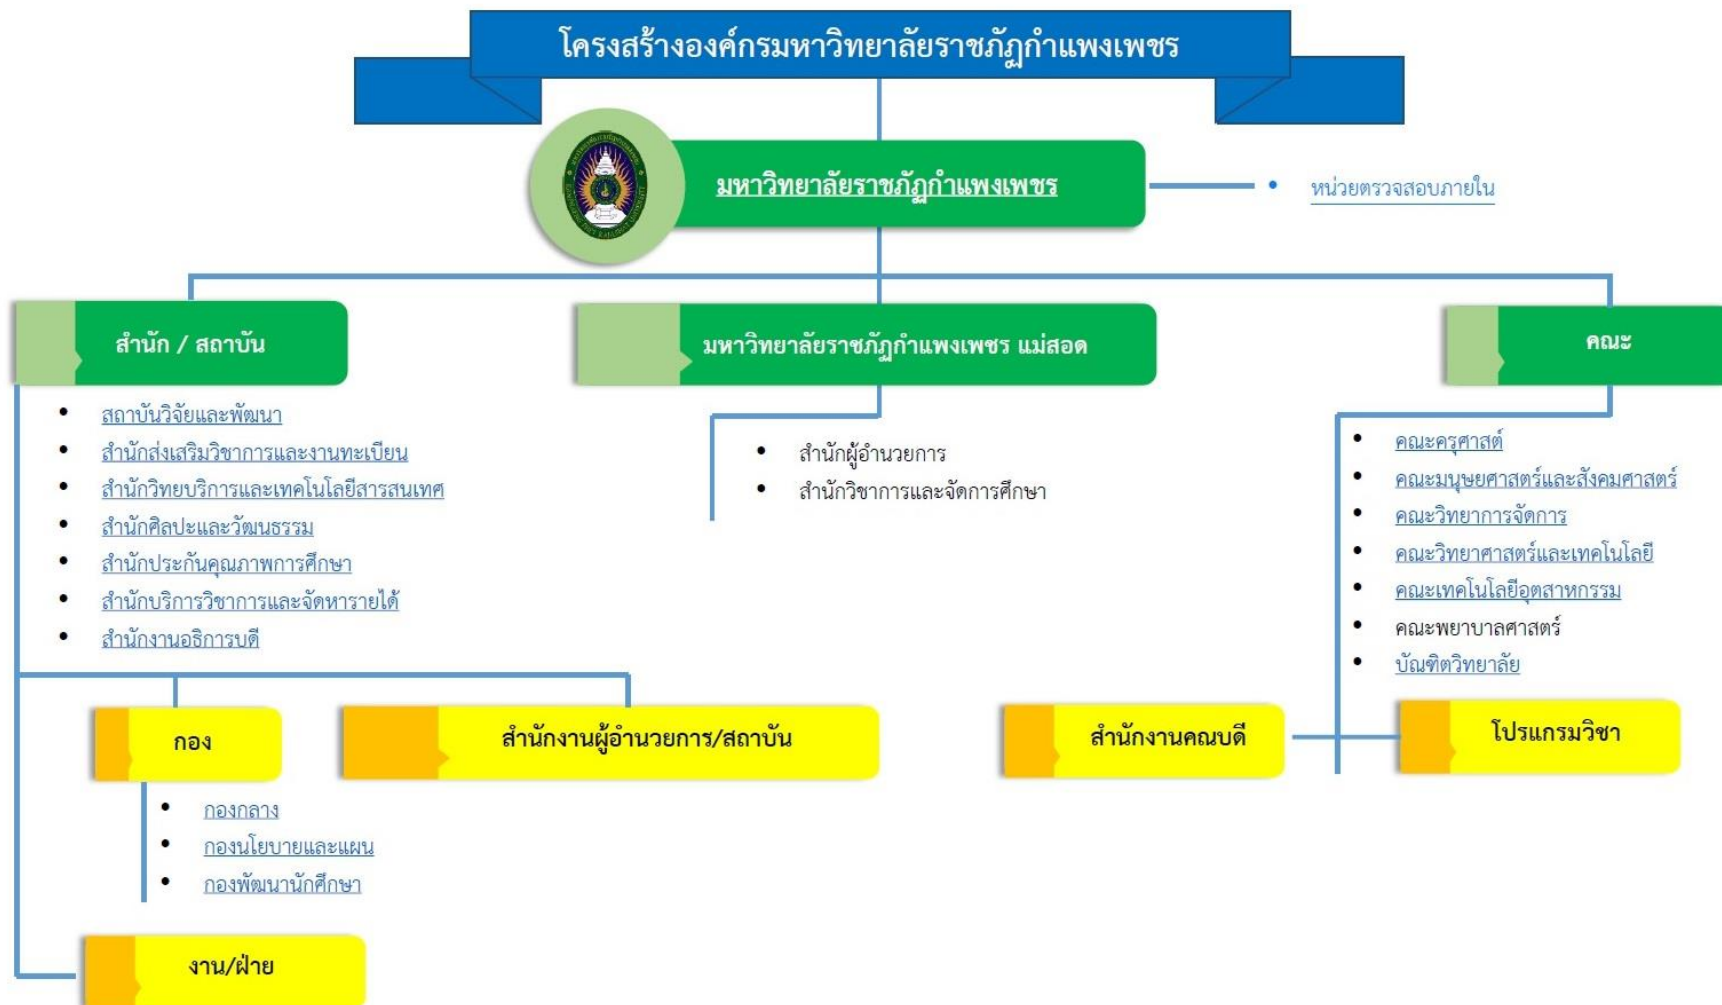 โครงสร้างองค์กรมหาวิทยาลัยราชภัฏกำแพงเพชร
มหาวิทยาลัยราชภัฏกำแพงเพชร
• หน่วยตรวจสอบภายใน
สำนัก / สถาบัน
• สถาบันวิจัยและพัฒนา
• สำนักส่งเสริมวิชาการและงานทะเบียน
• สำนักวิทยบริการและเทคโนโลยีสารสนเทศ
• สำนักศิลปะและวัฒนธรรม
• สำนักประกันคุณภาพการศึกษา
• สำนักบริการวิชาการและจัดหารายได้
• สำนักงานอธิการบดี
มหาวิทยาลัยราชภัฏกำแพงเพชร แม่สอด
• สำนักผู้อำนวยการ
• สำนักวิชาการและจัดการศึกษา
คณะ
• คณะครุศาสต์
• คณะมนุษยศาสตร์และสังคมศาสตร์
• คณะวิทยาการจัดการ
• คณะวิทยาศาสตร์และเทคโนโลยี
• คณะเทคโนโลยีอุตสาหกรรม
• คณะพยาบาลศาสตร์
• บัณฑิตวิทยาลัย
กอง
สำนักงานผู้อำนวยการ/สถาบัน
สำนักงานคณบดี
โปรแกรมวิชา
• กองกลาง
• กองนโยบายและแผน
• กองพัฒนานักศึกษา
งาน/ฝ่าย